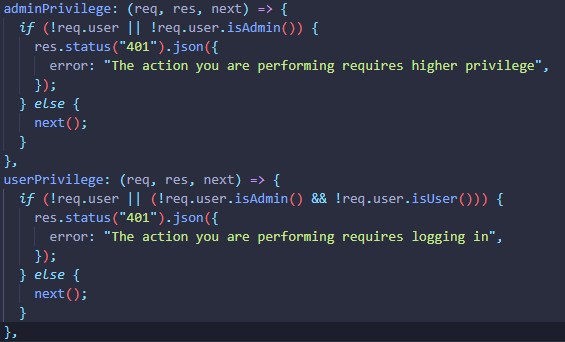 adminPrivilege: (req, res, next) => {
  if (!req.user || !req.user.isAdmin()) {
    res.status("401").json({
      error: "The action you are performing requires higher privilege",
    });
  } else {
    next();
  }
},
userPrivilege: (req, res, next) => {
  if (!req.user || (!req.user.isAdmin() && !req.user.isUser())) {
    res.status("401").json({
      error: "The action you are performing requires logging in",
    });
  } else {
    next();
  }
},